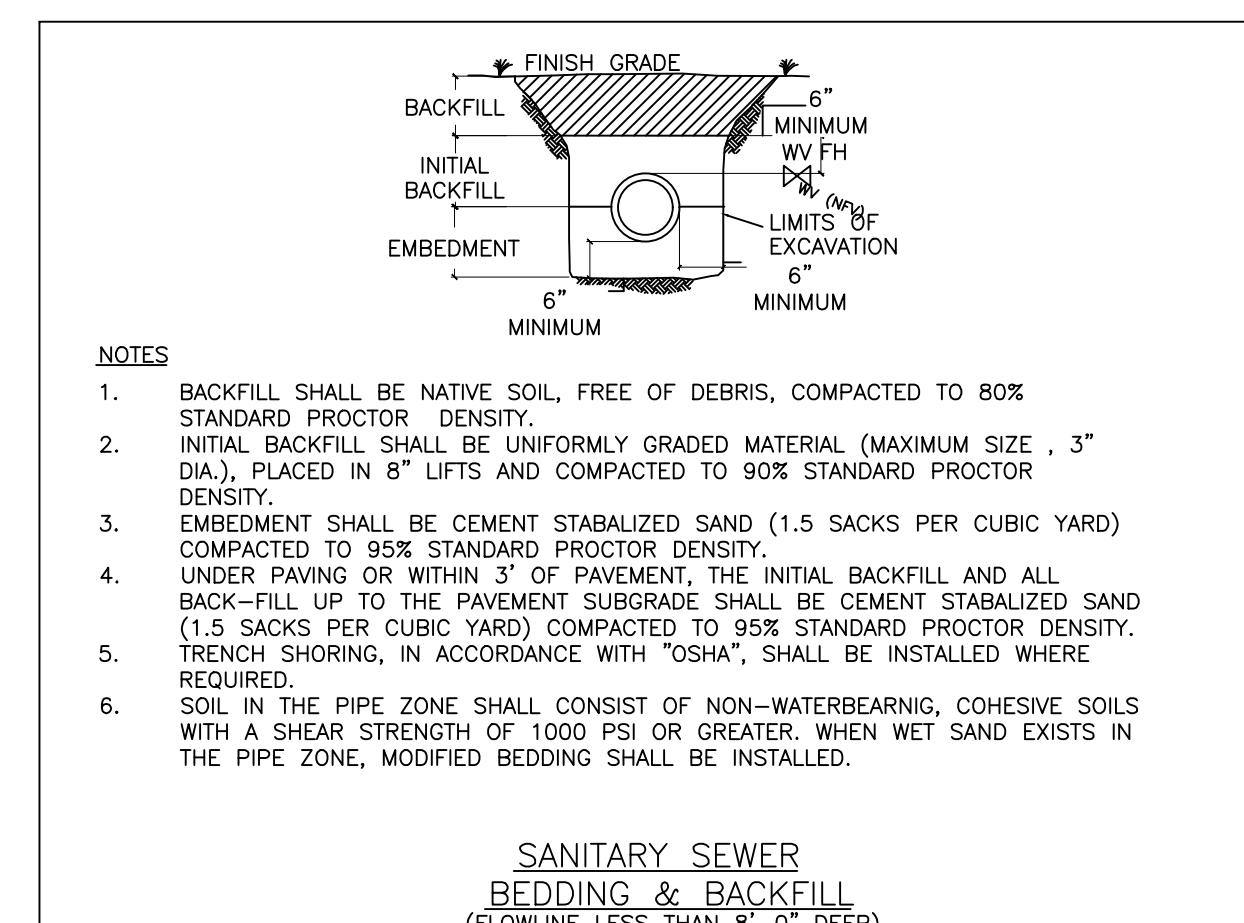 FINISH GRADE
BACKFILL
6"
MINIMUM
WV FH
INITIAL
BACKFILL
WV (NFV)
LIMITS OF
EXCAVATION
EMBEDMENT
6"
MINIMUM
6"
MINIMUM
NOTES
1. BACKFILL SHALL BE NATIVE SOIL, FREE OF DEBRIS, COMPACTED TO 80%
STANDARD PROCTOR DENSITY.
2. INITIAL BACKFILL SHALL BE UNIFORMLY GRADED MATERIAL (MAXIMUM SIZE , 3"
DIA.), PLACED IN 8" LIFTS AND COMPACTED TO 90% STANDARD PROCTOR
DENSITY.
3. EMBEDMENT SHALL BE CEMENT STABALIZED SAND (1.5 SACKS PER CUBIC YARD)
COMPACTED TO 95% STANDARD PROCTOR DENSITY.
4. UNDER PAVING OR WITHIN 3' OF PAVEMENT, THE INITIAL BACKFILL AND ALL
BACK-FILL UP TO THE PAVEMENT SUBGRADE SHALL BE CEMENT STABALIZED SAND
(1.5 SACKS PER CUBIC YARD) COMPACTED TO 95% STANDARD PROCTOR DENSITY.
5. TRENCH SHORING, IN ACCORDANCE WITH "OSHA", SHALL BE INSTALLED WHERE
REQUIRED.
6. SOIL IN THE PIPE ZONE SHALL CONSIST OF NON-WATERBEARNIG, COHESIVE SOILS
WITH A SHEAR STRENGTH OF 1000 PSI OR GREATER. WHEN WET SAND EXISTS IN
THE PIPE ZONE, MODIFIED BEDDING SHALL BE INSTALLED.
SANITARY SEWER
BEDDING & BACKFILL
(FLOWLINE LESS THAN 8'-0" DEEP)